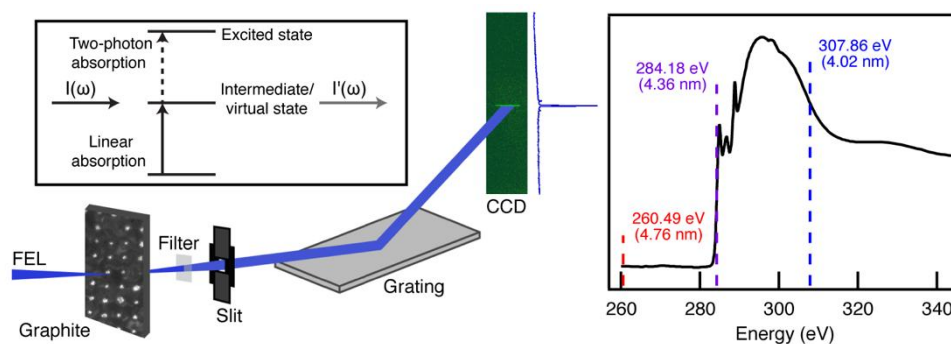 Two-photon
absorption
Excited state
I(ω)
Intermediate/
virtual state
I'(ω)
Linear
absorption
FEL
Graphite
Filter
Slit
Grating
CCD
284.18 eV
(4.36 nm)
307.86 eV
(4.02 nm)
260.49 eV
(4.76 nm)
260 280 300 320 340
Energy (eV)